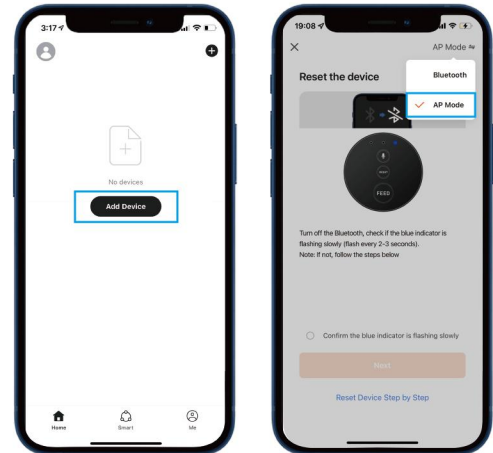 3:17
No devices
Add Device
Home
Smart
Me
19:08
AP Mode
Bluetooth
AP Mode
Reset the device
FEED
Turn off the Bluetooth, check if the blue indicator is
flashing slowly (flash every 2-3 seconds).
Note: If not, follow the steps below
Confirm the blue indicator is flashing slowly
Next
Reset Device Step by Step